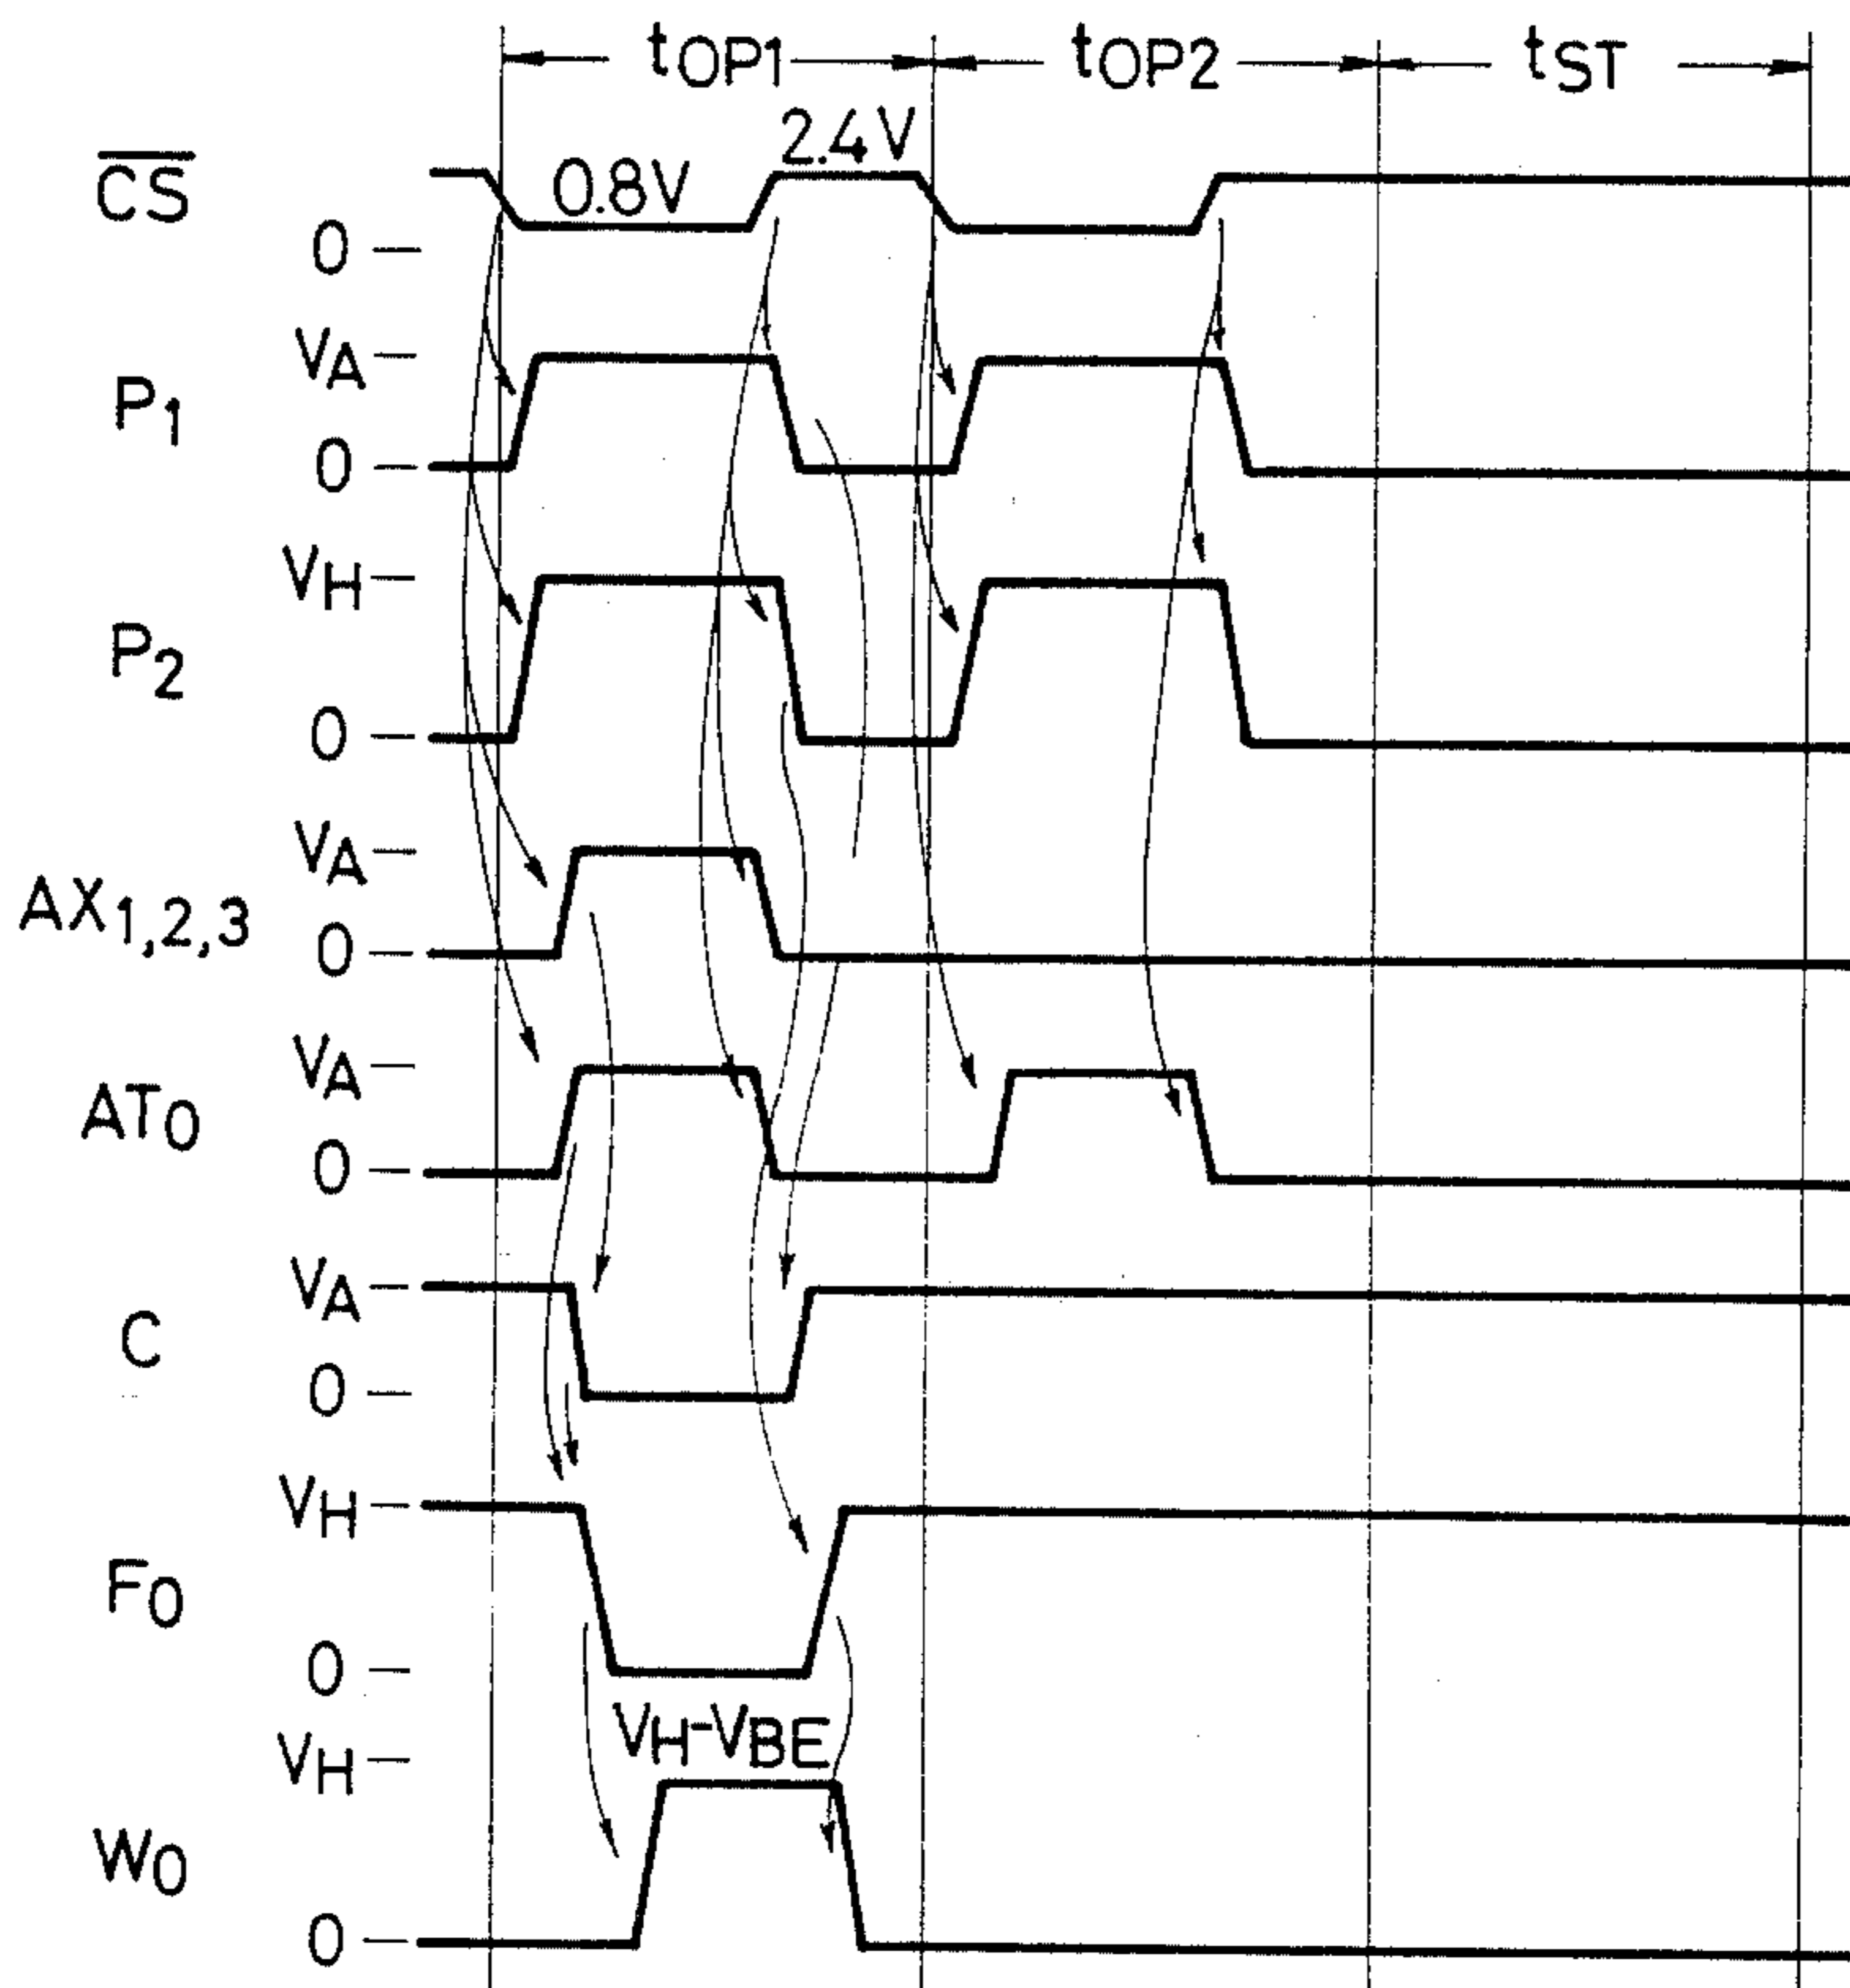 tOP1 tOP2 tST
CS 0.8V 2.4V
0
VA
P1
0
VH
P2
0
VA
AX1,2,3
0
VA
AT0
0
VA
C
0
VH
F0
0
VH-VBE
VH
W0
0